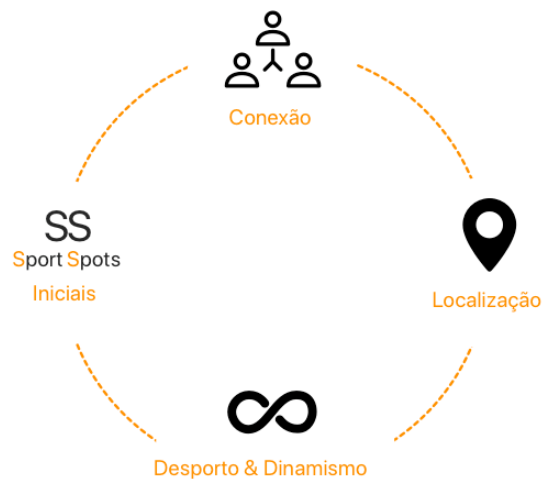 Conexão
SS
Sport Spots
Iniciais
Localização
Desporto & Dinamismo